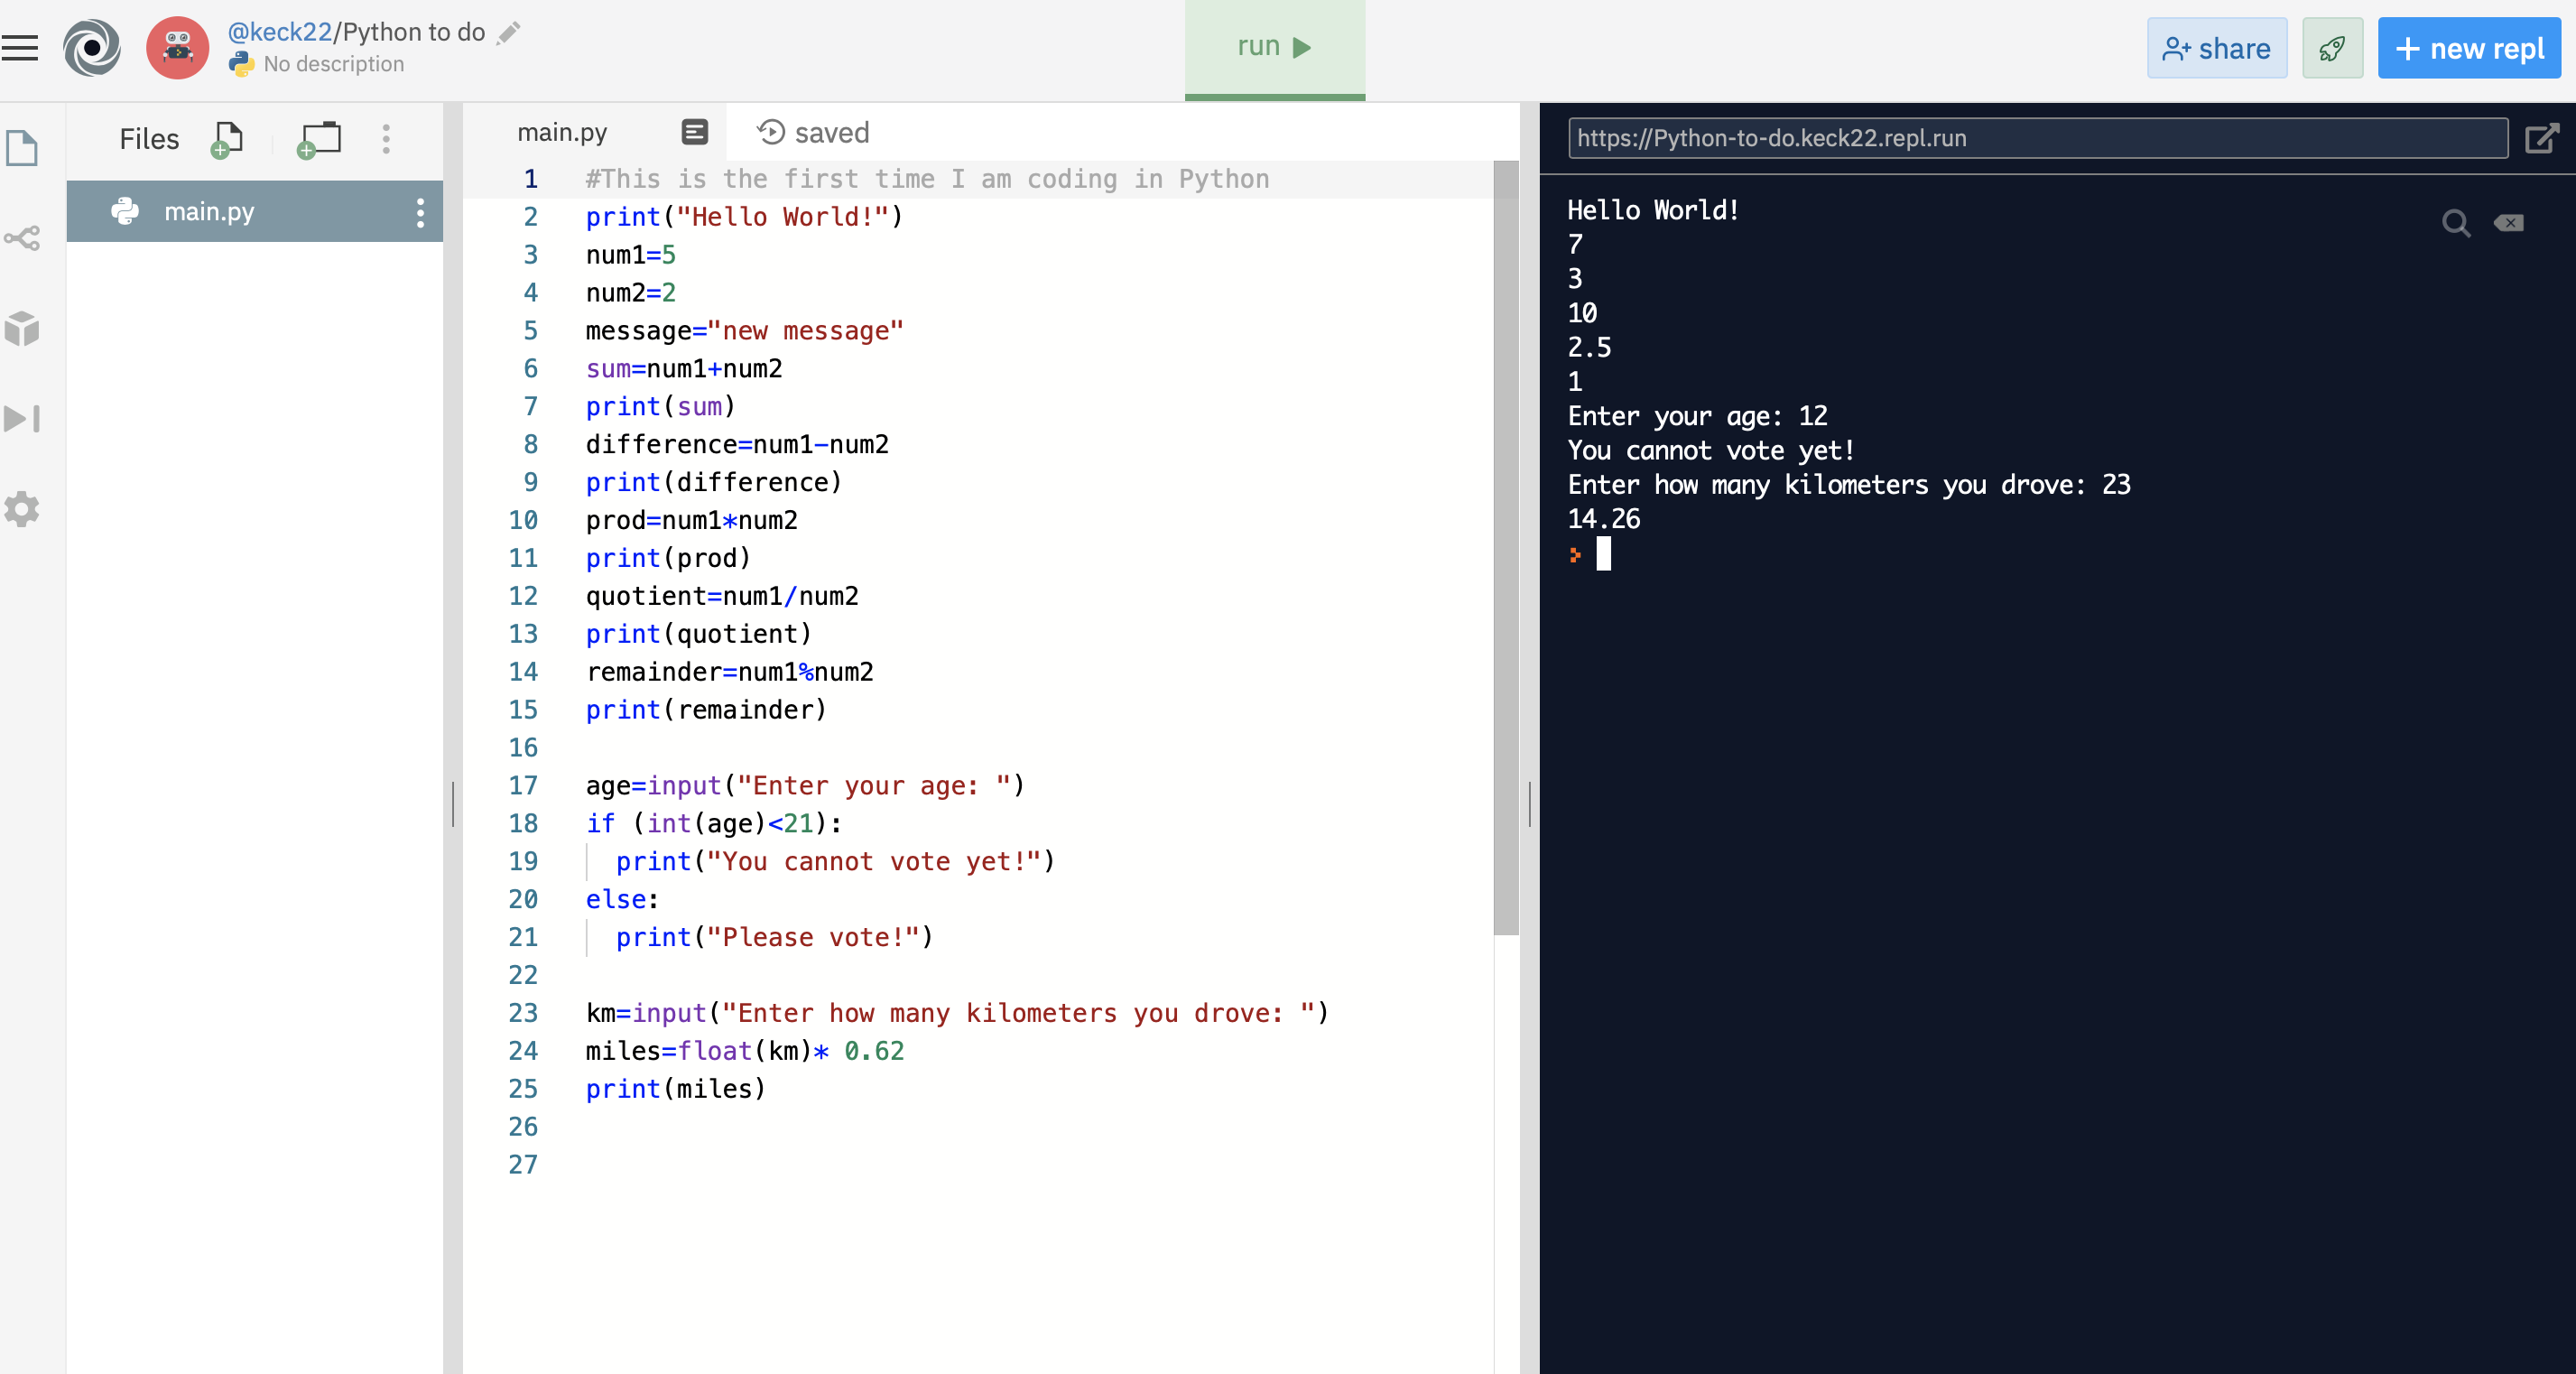 @keck22/Python to do
No description
run
share
+ new repl
Files
main.py
main.py
saved
1 #This is the first time I am coding in Python
2 print("Hello World!")
3 num1=5
4 num2=2
5 message="new message"
6 sum=num1+num2
7 print(sum)
8 difference=num1-num2
9 print(difference)
10 prod=num1*num2
11 print(prod)
12 quotient=num1/num2
13 print(quotient)
14 remainder=num1%num2
15 print(remainder)
16
17 age=input("Enter your age: ")
18 if (int(age)<21):
19   print("You cannot vote yet!")
20 else:
21   print("Please vote!")
22
23 km=input("Enter how many kilometers you drove: ")
24 miles=float(km)* 0.62
25 print(miles)
26
27
https://Python-to-do.keck22.repl.run
Hello World!
7
3
10
2.5
1
Enter your age: 12
You cannot vote yet!
Enter how many kilometers you drove: 23
14.26